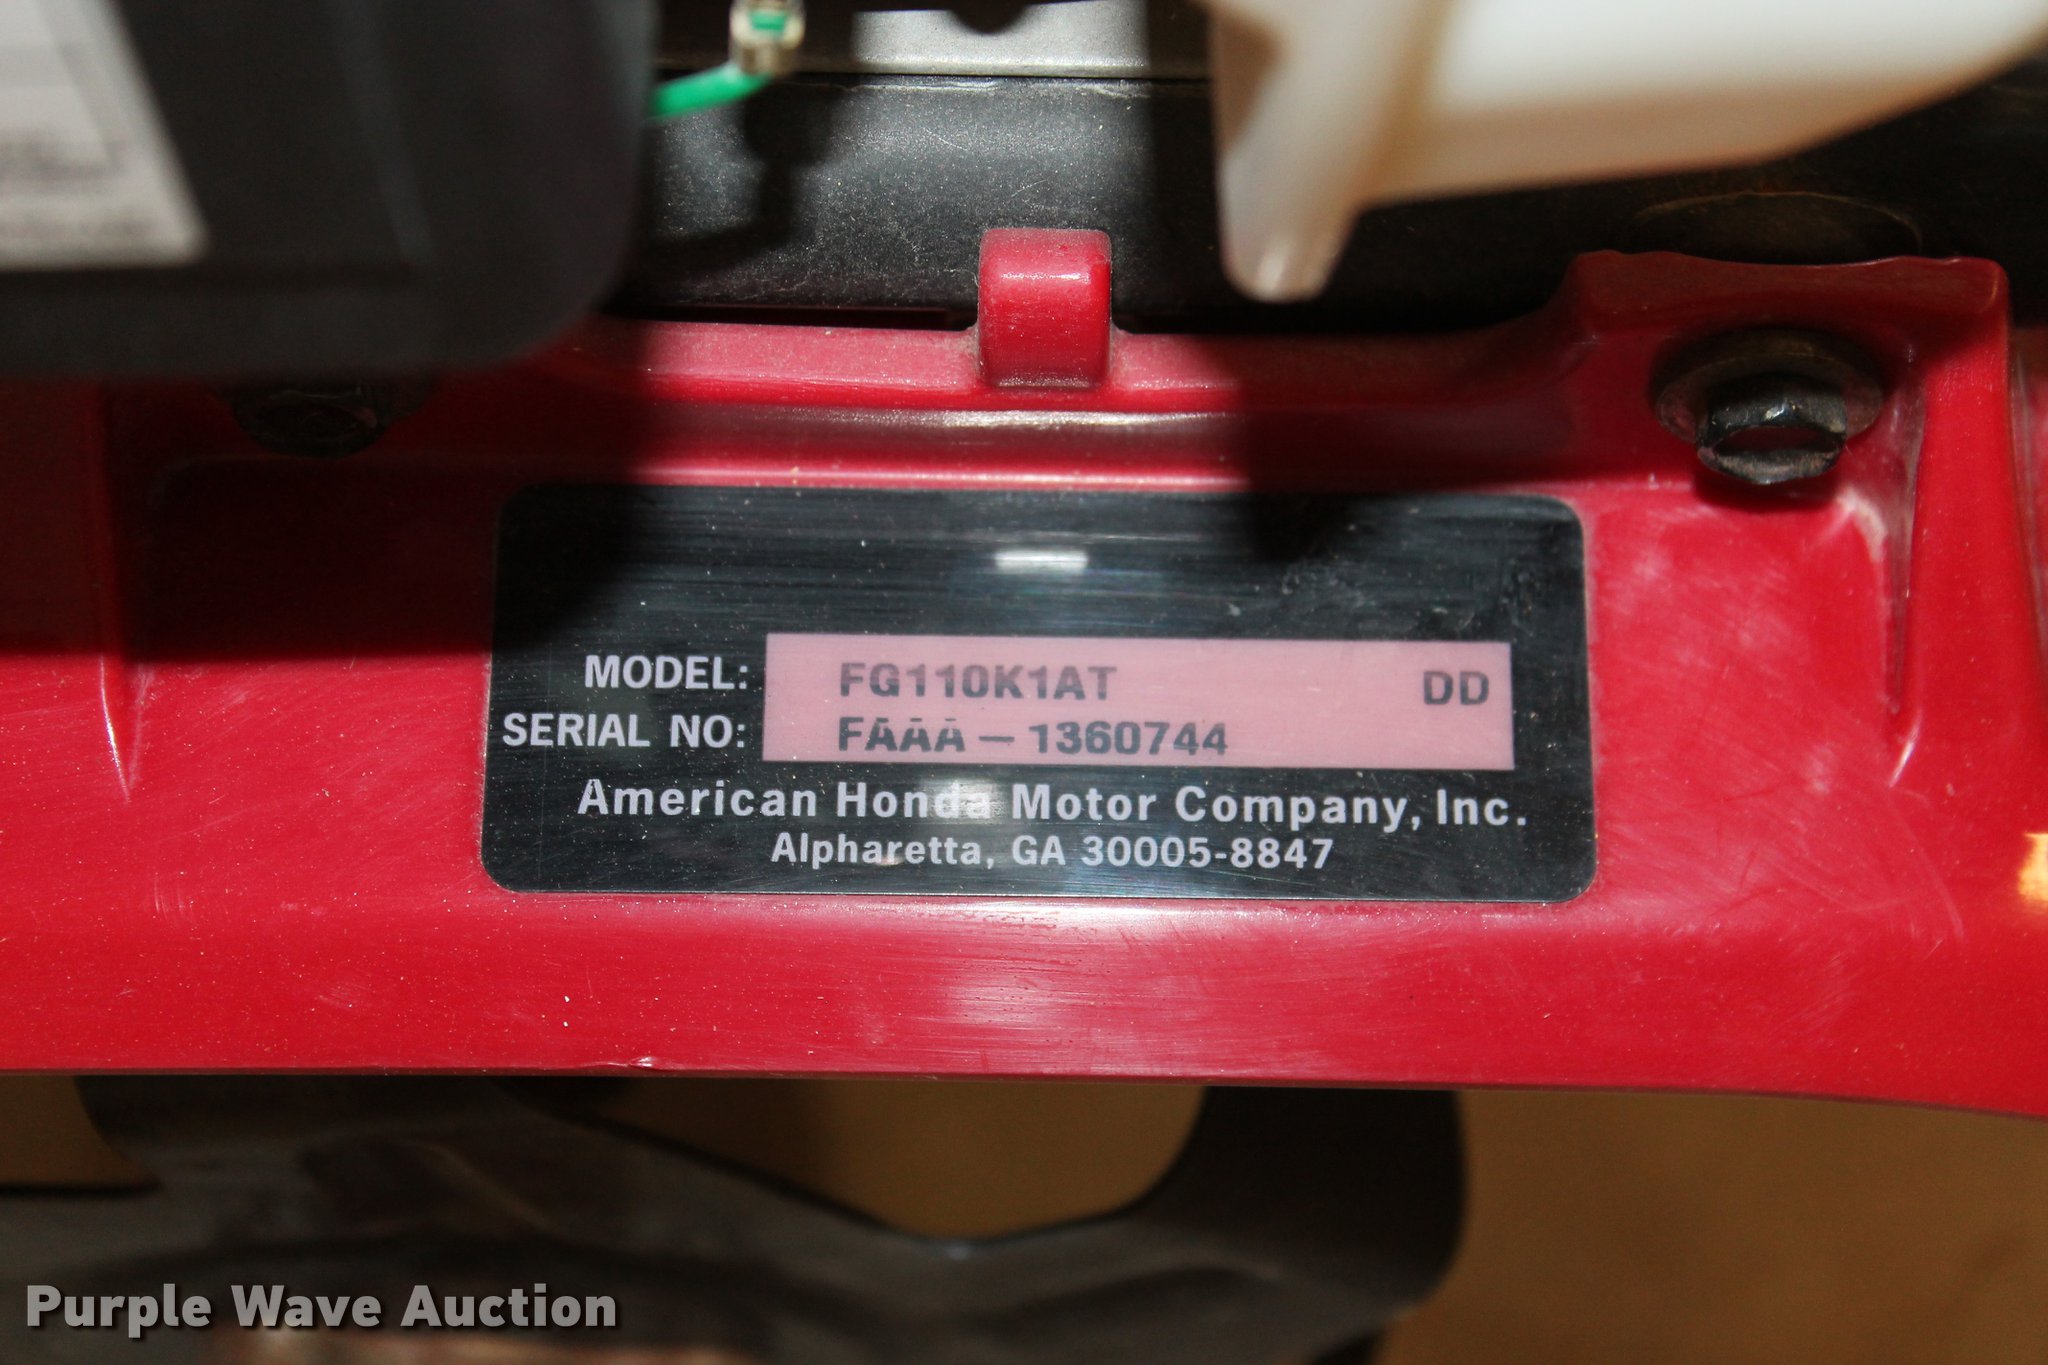 MODEL: FG110K1AT DD
SERIAL NO: FAAA - 1360744
American Honda Motor Company, Inc.
Alpharetta, GA 30005-8847
Purple Wave Auction